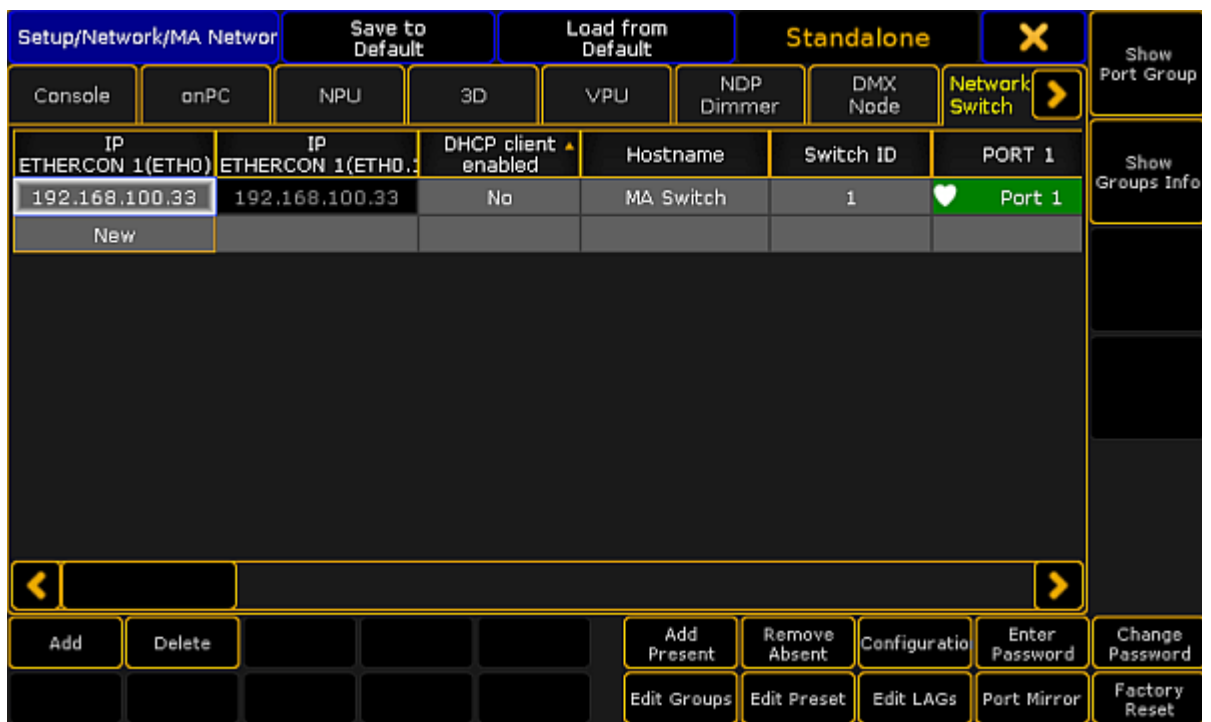 Setup/Network/MA Networ
Save to
Default
Load from
Default
Standalone
Show
Port Group
Console
onPC
NPU
3D
VPU
NDP
Dimmer
DMX
Node
Network
Switch
IP
ETHERCON 1(ETH0)
IP
ETHERCON 1(ETH0.
DHCP client
enabled
Hostname
Switch ID
PORT 1
Show
Groups Info
192.168.100.33
192.168.100.33
No
MA Switch
1
Port 1
New
Add
Delete
Add
Present
Remove
Absent
Configuratio
Enter
Password
Change
Password
Edit Groups
Edit Preset
Edit LAGs
Port Mirror
Factory
Reset